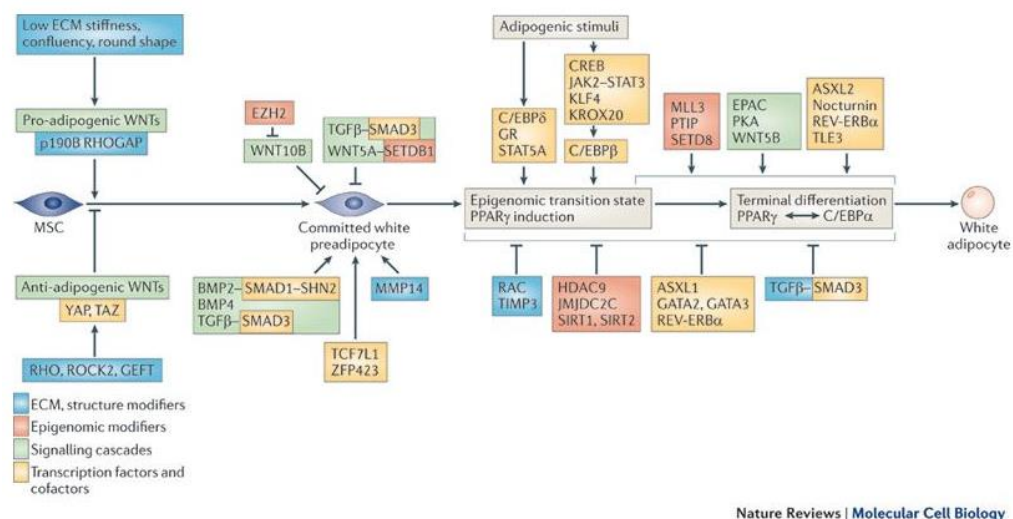 Low ECM stiffness,
confluency, round shape
Pro-adipogenic WNTs
p190B RHOGAP
MSC
Anti-adipogenic WNTs
YAP, TAZ
RHO, ROCK2, GEFT
EZH2
WNT10B
TGFβ–SMAD3
WNT5A–SETDB1
Committed white
preadipocyte
BMP2–SMAD1–SHN2
BMP4
TGFβ–SMAD3
MMP14
TCF7L1
ZFP423
Adipogenic stimuli
C/EBPδ
GR
STAT5A
CREB
JAK2–STAT3
KLF4
KROX20
C/EBPβ
Epigenomic transition state
PPARγ induction
MLL3
PTIP
SETD8
EPAC
PKA
WNT5B
ASXL2
Nocturnin
REV-ERBα
TLE3
Terminal differentiation
PPARγ C/EBPα
White
adipocyte
RAC
TIMP3
HDAC9
JMJDC2C
SIRT1, SIRT2
ASXL1
GATA2, GATA3
REV-ERBα
TGFβ–SMAD3
ECM, structure modifiers
Epigenomic modifiers
Signalling cascades
Transcription factors and
cofactors
Nature Reviews | Molecular Cell Biology